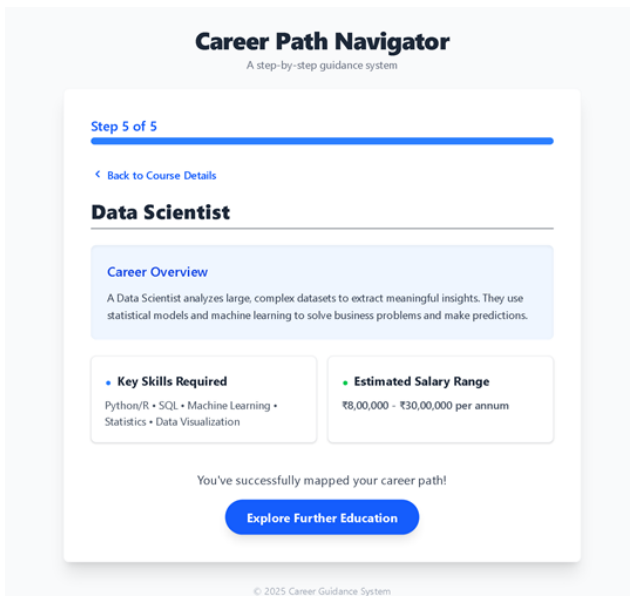 Career Path Navigator
A step-by-step guidance system
Step 5 of 5
‹ Back to Course Details
Data Scientist
Career Overview
A Data Scientist analyzes large, complex datasets to extract meaningful insights. They use
statistical models and machine learning to solve business problems and make predictions.
• Key Skills Required
Python/R • SQL • Machine Learning •
Statistics • Data Visualization
• Estimated Salary Range
₹8,00,000 - ₹30,00,000 per annum
You've successfully mapped your career path!
Explore Further Education
© 2025 Career Guidance System